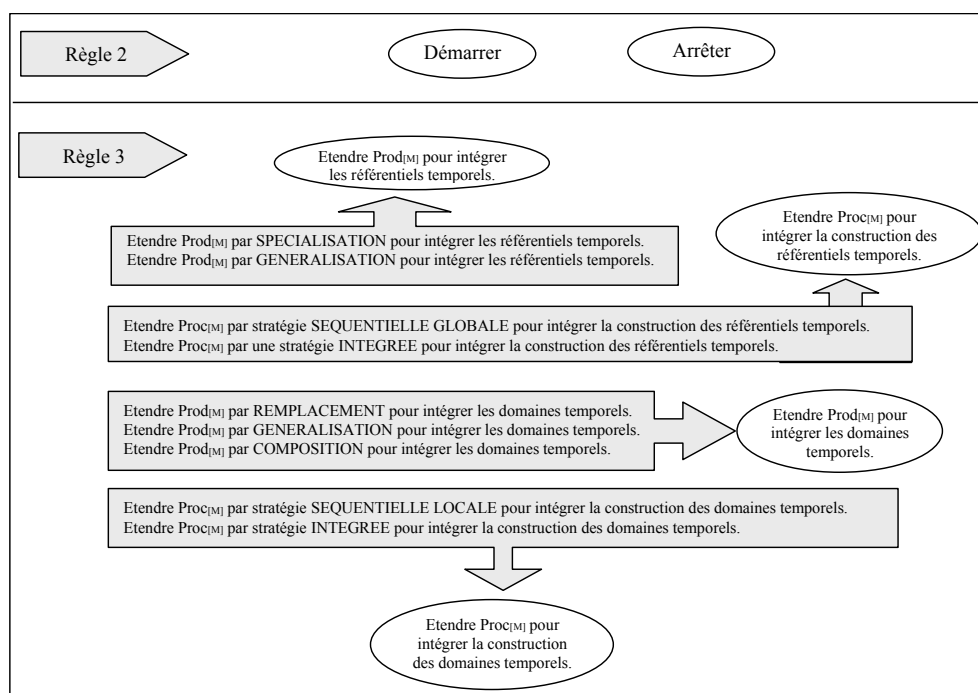 Règle 2
Démarrer
Arrêter
Règle 3
Etendre Prod[M] pour intégrer
les référentiels temporels.
Etendre Proc[M] pour
intégrer la construction des
référentiels temporels.
Etendre Prod[M] par SPECIALISATION pour intégrer les référentiels temporels.
Etendre Prod[M] par GENERALISATION pour intégrer les référentiels temporels.
Etendre Proc[M] par stratégie SEQUENTIELLE GLOBALE pour intégrer la construction des référentiels temporels.
Etendre Proc[M] par une stratégie INTEGREE pour intégrer la construction des référentiels temporels.
Etendre Prod[M] par REMPLACEMENT pour intégrer les domaines temporels.
Etendre Prod[M] par GENERALISATION pour intégrer les domaines temporels.
Etendre Prod[M] par COMPOSITION pour intégrer les domaines temporels.
Etendre Prod[M] pour
intégrer les domaines
temporels.
Etendre Proc[M] par stratégie SEQUENTIELLE LOCALE pour intégrer la construction des domaines temporels.
Etendre Proc[M] par stratégie INTEGREE pour intégrer la construction des domaines temporels.
Etendre Proc[M] pour
intégrer la construction
des domaines temporels.